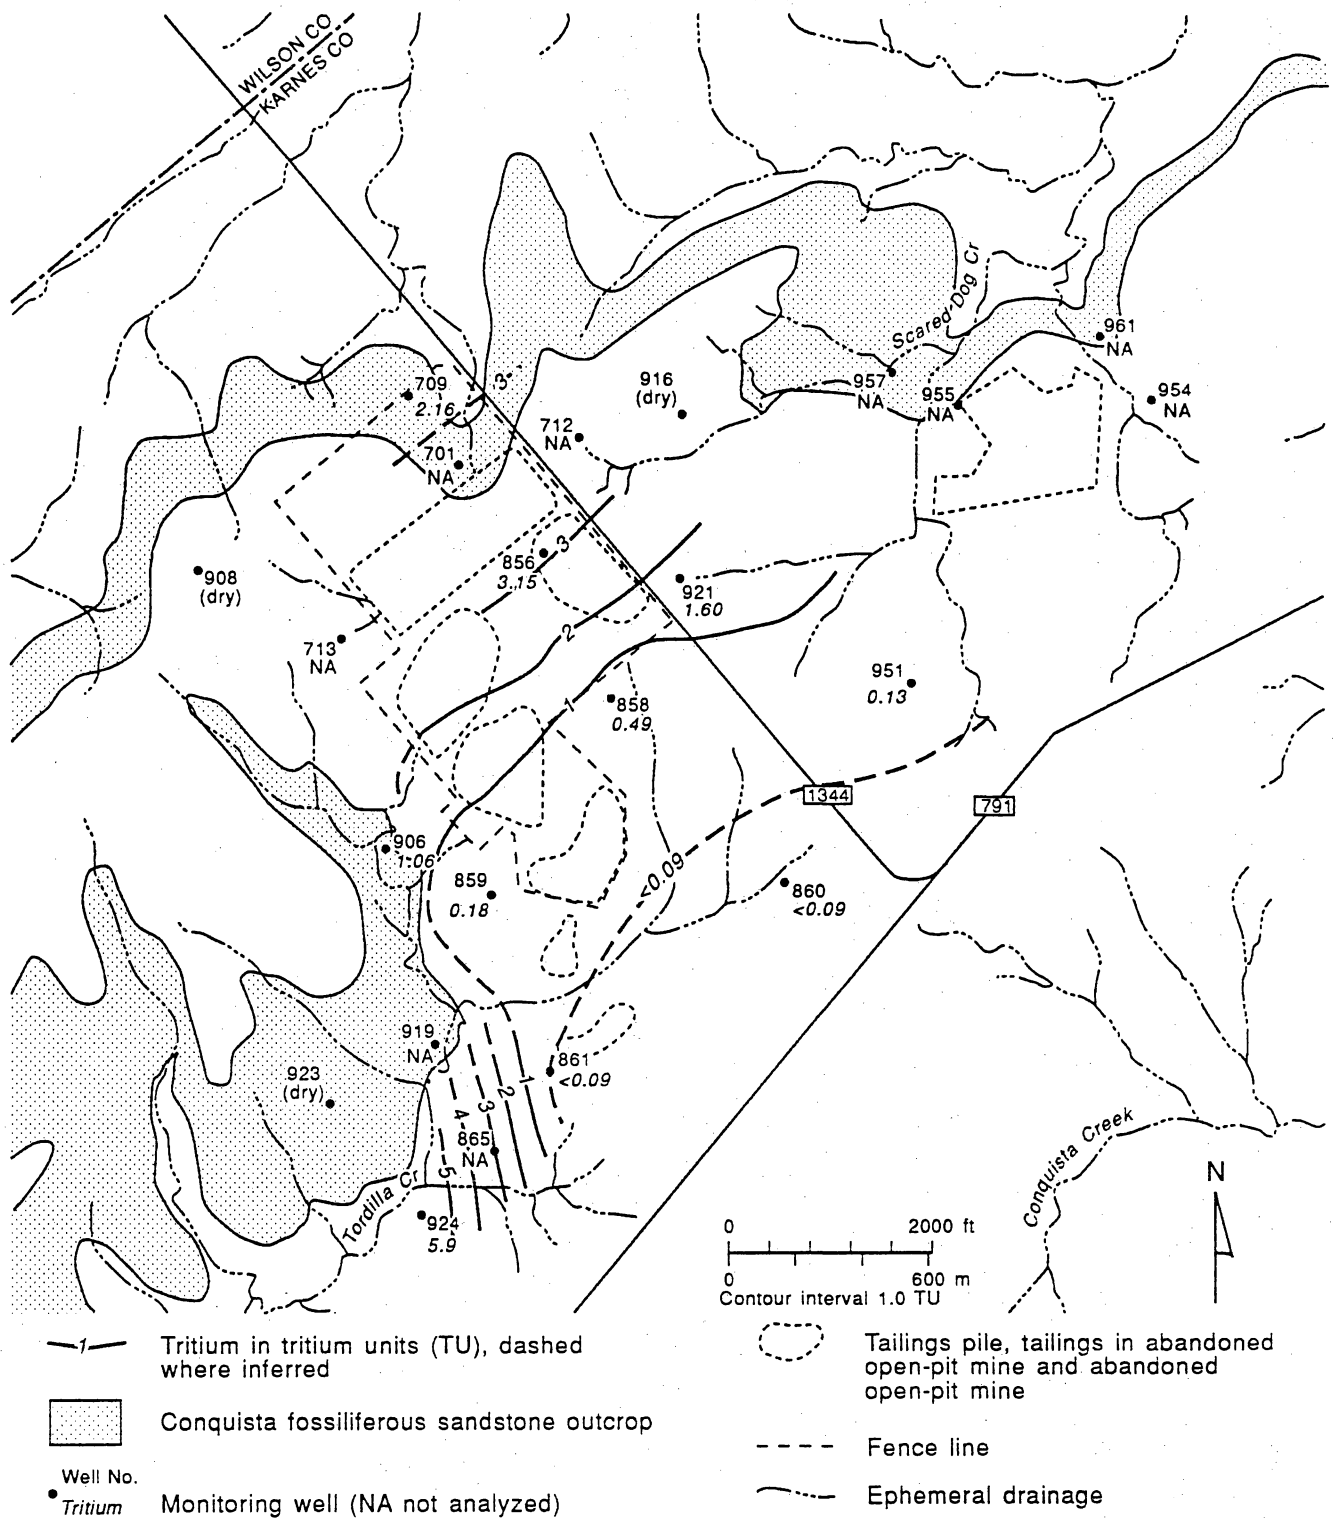 WILSON CO
KARNES CO
Scared Dog Cr
961
NA
3
709
2.16
916
(dry)
957
NA
955
NA
954
NA
712
NA
701
NA
3
856
3.15
908
(dry)
921
1.60
2
713
NA
951
0.13
1
858
0.49
1344
791
906
1.06
1
<0.09
859
0.18
860
<0.09
919
NA
861
<0.09
923
(dry)
1
2
3
4
865
NA
5
Conquista Creek
Tordilla Cr
N
924
5.9
0 2000 ft
0 600 m
Contour interval 1.0 TU
1 Tritium in tritium units (TU), dashed
where inferred
Conquista fossiliferous sandstone outcrop
Well No.
Tritium Monitoring well (NA not analyzed)
Tailings pile, tailings in abandoned
open-pit mine and abandoned
open-pit mine
Fence line
Ephemeral drainage